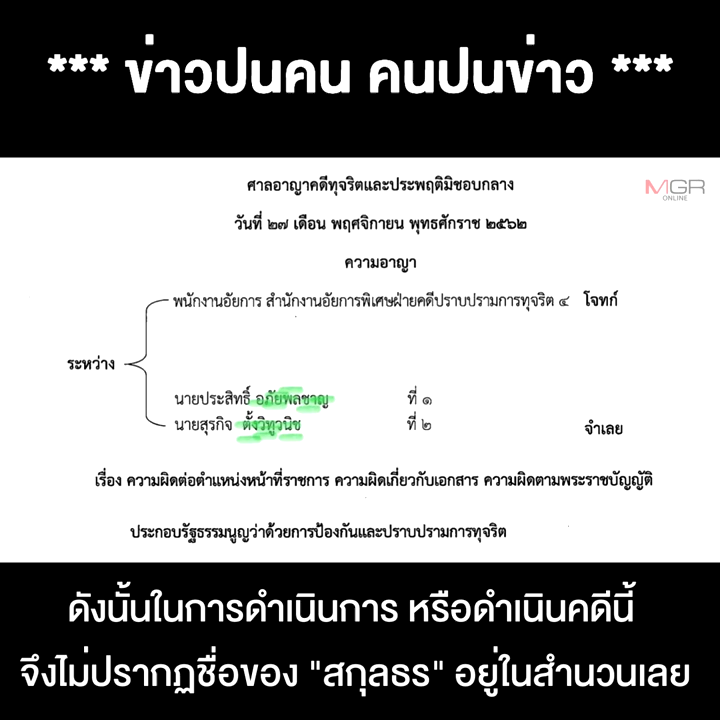 *** ข่าวปนคน คนปนข่าว ***
MGR
ONLINE
ศาลอาญาคดีทุจริตและประพฤติมิชอบกลาง
วันที่ ๒๗ เดือน พฤศจิกายน พุทธศักราช ๒๕๖๒
ความอาญา
พนักงานอัยการ สำนักงานอัยการพิเศษฝ่ายคดีปราบปรามการทุจริต ๔ โจทก์
ระหว่าง
นายประสิทธิ์ อภัยพลชาญ ที่ ๑
นายสุรกิจ ตั้งวิทูวนิช ที่ ๒
จำเลย
เรื่อง ความผิดต่อตำแหน่งหน้าที่ราชการ ความผิดเกี่ยวกับเอกสาร ความผิดตามพระราชบัญญัติ
ประกอบรัฐธรรมนูญว่าด้วยการป้องกันและปราบปรามการทุจริต
ดังนั้นในการดำเนินการ หรือดำเนินคดีนี้
จึงไม่ปรากฏชื่อของ "สกุลธร" อยู่ในสำนวนเลย